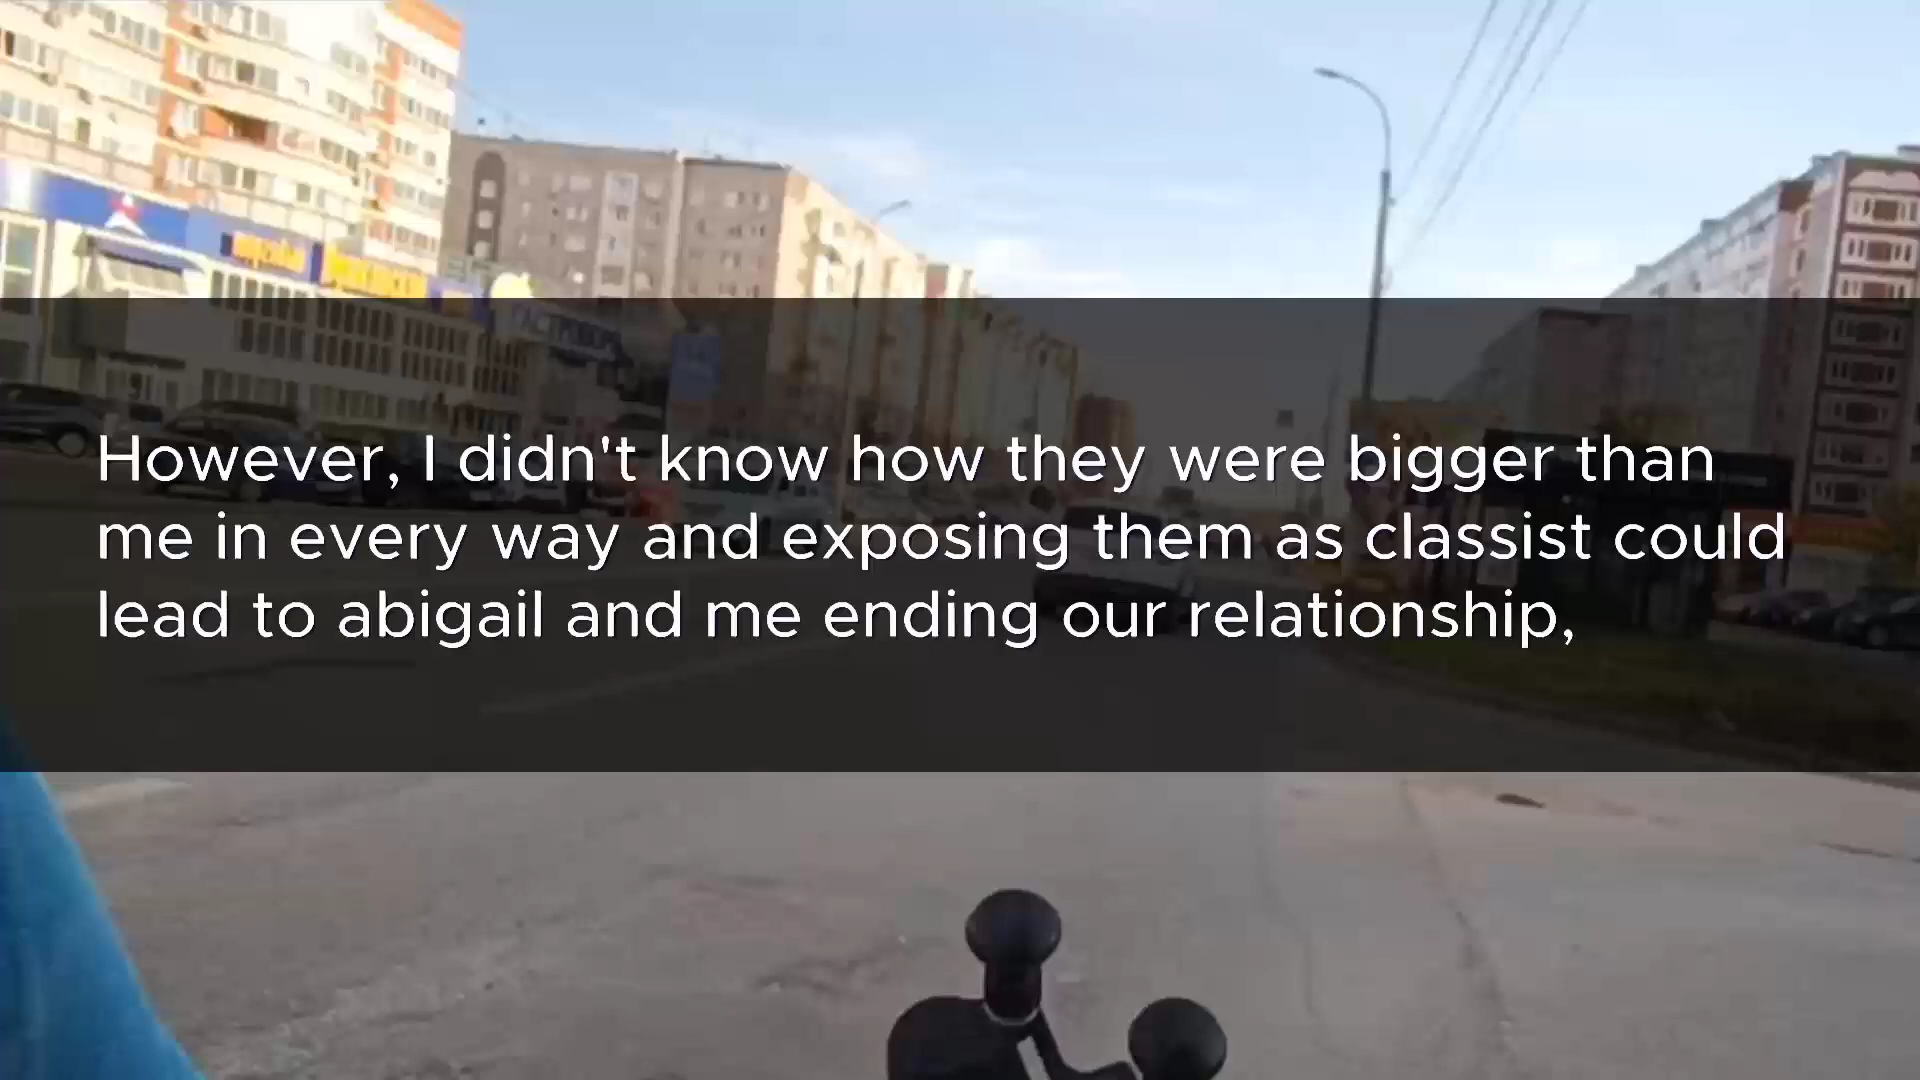 However, I didn't know how they were bigger than
me in every way and exposing them as classist could
lead to abigail and me ending our relationship,